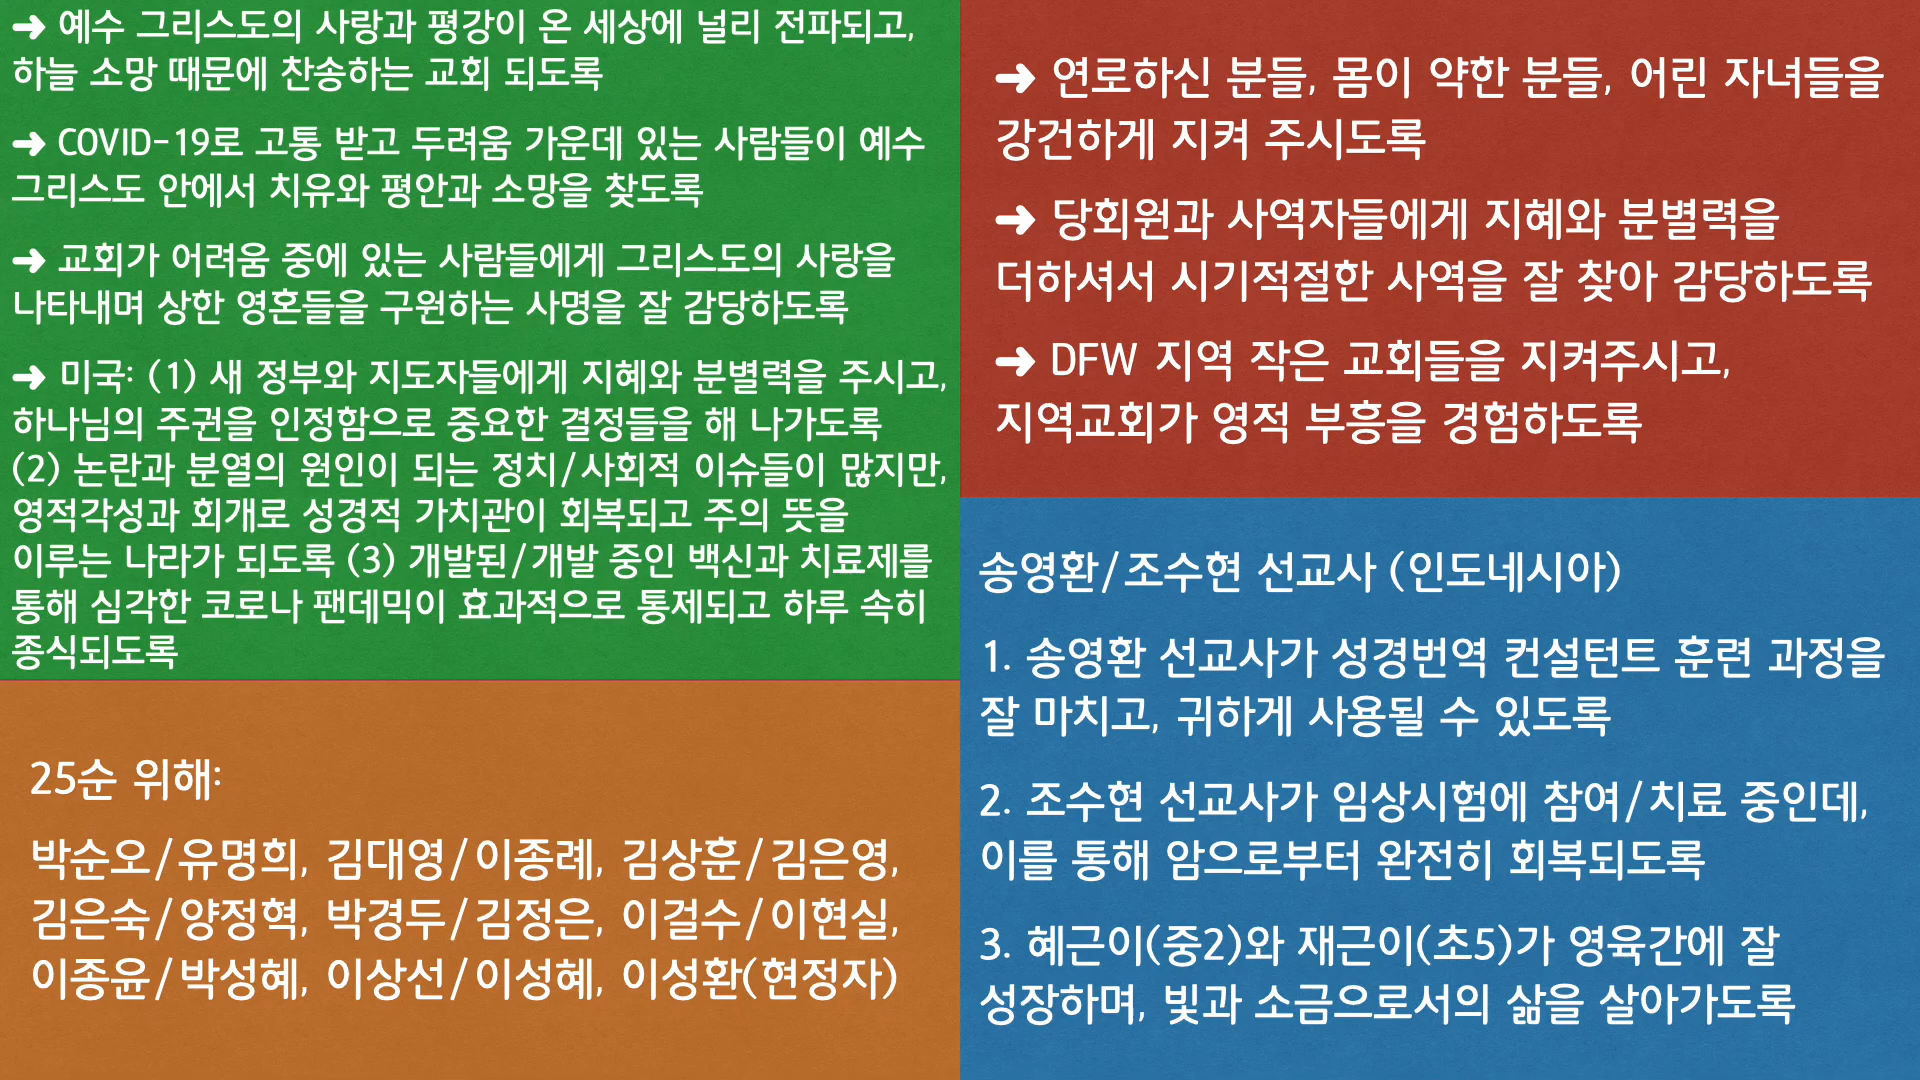 ➜ 예수 그리스도의 사랑과 평강이 온 세상에 널리 전파되고,
하늘 소망 때문에 찬송하는 교회 되도록
➜ COVID-19로 고통 받고 두려움 가운데 있는 사람들이 예수
그리스도 안에서 치유와 평안과 소망을 찾도록
➜ 교회가 어려움 중에 있는 사람들에게 그리스도의 사랑을
나타내며 상한 영혼들을 구원하는 사명을 잘 감당하도록
➜ 미국: (1) 새 정부와 지도자들에게 지혜와 분별력을 주시고,
하나님의 주권을 인정함으로 중요한 결정들을 해 나가도록
(2) 논란과 분열의 원인이 되는 정치/사회적 이슈들이 많지만,
영적각성과 회개로 성경적 가치관이 회복되고 주의 뜻을
이루는 나라가 되도록 (3) 개발된/개발 중인 백신과 치료제를
통해 심각한 코로나 팬데믹이 효과적으로 통제되고 하루 속히
종식되도록
25순 위해:
박순오/유명희, 김대영/이종례, 김상훈/김은영,
김은숙/양정혁, 박경두/김정은, 이걸수/이현실,
이종윤/박성혜, 이상선/이성혜, 이성환(현정자)
➜ 연로하신 분들, 몸이 약한 분들, 어린 자녀들을
강건하게 지켜 주시도록
➜ 당회원과 사역자들에게 지혜와 분별력을
더하셔서 시기적절한 사역을 잘 찾아 감당하도록
➜ DFW 지역 작은 교회들을 지켜주시고,
지역교회가 영적 부흥을 경험하도록
송영환/조수현 선교사 (인도네시아)
1. 송영환 선교사가 성경번역 컨설턴트 훈련 과정을
잘 마치고, 귀하게 사용될 수 있도록
2. 조수현 선교사가 임상시험에 참여/치료 중인데,
이를 통해 암으로부터 완전히 회복되도록
3. 혜근이(중2)와 재근이(초5)가 영육간에 잘
성장하며, 빛과 소금으로서의 삶을 살아가도록